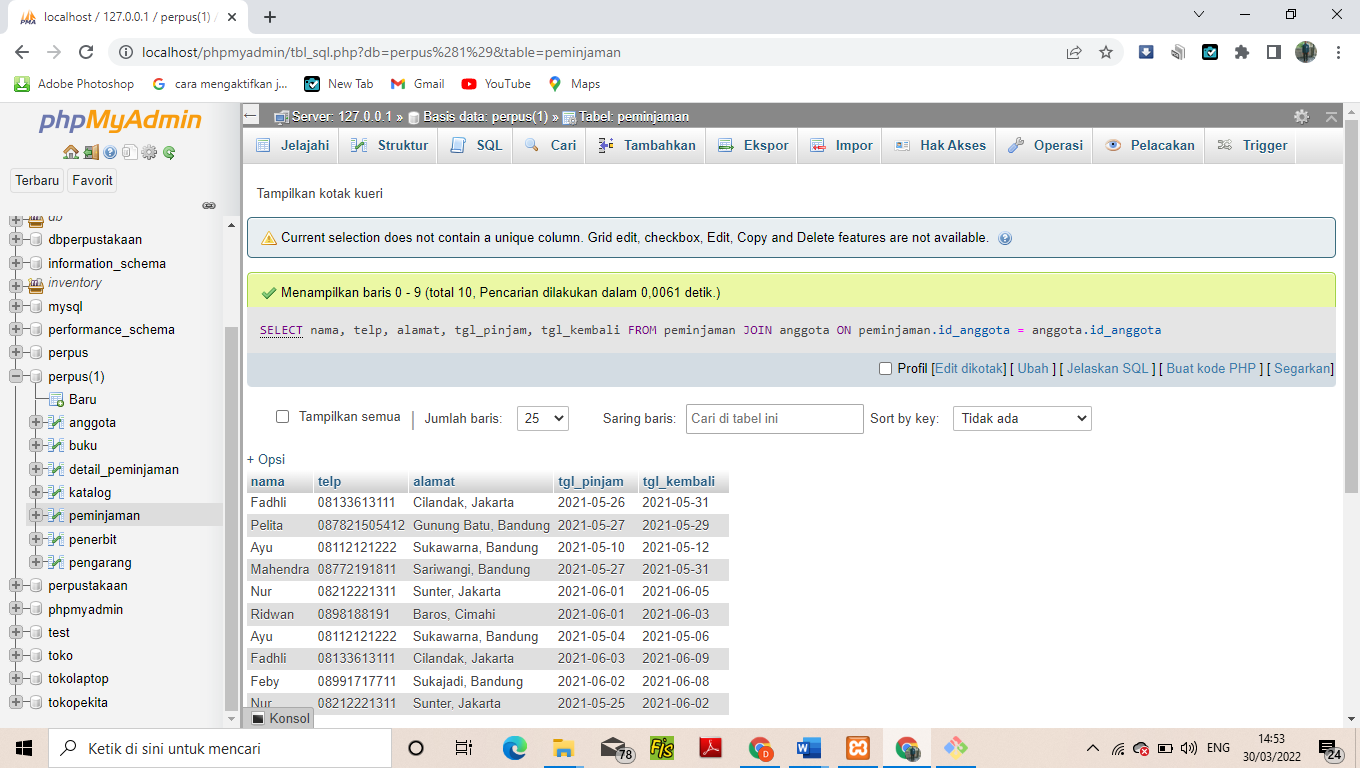 localhost / 127.0.0.1 / perpus(1) /
localhost/phpmyadmin/tbl_sql.php?db=perpus%281%29&table=peminjaman
Adobe Photoshop cara mengaktifkan j... New Tab Gmail YouTube Maps
phpMyAdmin
Terbaru Favorit
db
dbperpustakaan
information_schema
inventory
mysql
performance_schema
perpus
perpus(1)
Baru
anggota
buku
detail_peminjaman
katalog
peminjaman
penerbit
pengarang
perpustakaan
phpmyadmin
test
toko
tokolaptop
tokopekita
Server: 127.0.0.1 » Basis data: perpus(1) » Tabel: peminjaman
Jelajahi Struktur SQL Cari Tambahkan Ekspor Impor Hak Akses Operasi Pelacakan Trigger
Tampilkan kotak kueri
Current selection does not contain a unique column. Grid edit, checkbox, Edit, Copy and Delete features are not available.
Menampilkan baris 0 - 9 (total 10, Pencarian dilakukan dalam 0,0061 detik.)
SELECT nama, telp, alamat, tgl_pinjam, tgl_kembali FROM peminjaman JOIN anggota ON peminjaman.id_anggota = anggota.id_anggota
Profil [Edit dikotak] [ Ubah ] [ Jelaskan SQL ] [ Buat kode PHP ] [ Segarkan]
Tampilkan semua | Jumlah baris: 25 Saring baris: Cari di tabel ini Sort by key: Tidak ada
+ Opsi
nama telp alamat tgl_pinjam tgl_kembali
Fadhli 08133613111 Cilandak, Jakarta 2021-05-26 2021-05-31
Pelita 087821505412 Gunung Batu, Bandung 2021-05-27 2021-05-29
Ayu 08112121222 Sukawarna, Bandung 2021-05-10 2021-05-12
Mahendra 08772191811 Sariwangi, Bandung 2021-05-27 2021-05-31
Nur 08212221311 Sunter, Jakarta 2021-06-01 2021-06-05
Ridwan 0898188191 Baros, Cimahi 2021-06-01 2021-06-03
Ayu 08112121222 Sukawarna, Bandung 2021-05-04 2021-05-06
Fadhli 08133613111 Cilandak, Jakarta 2021-06-03 2021-06-09
Feby 08991717711 Sukajadi, Bandung 2021-06-02 2021-06-08
Nur 08212221311 Sunter, Jakarta 2021-05-25 2021-06-02
Konsol
Ketik di sini untuk mencari
78
ENG
14:53
30/03/2022
24